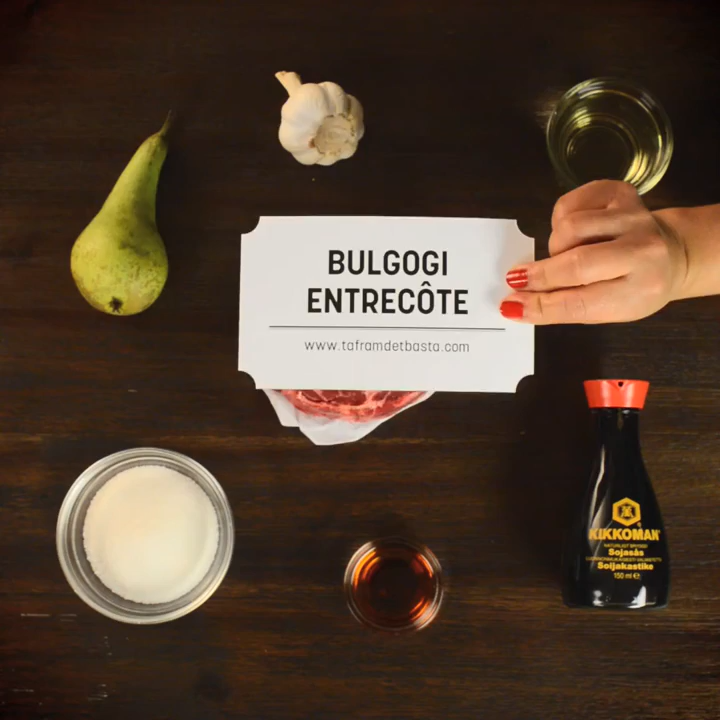 BULGOGI
ENTRECÔTE
www.taframdetbasta.com
KIKKOMAN
Sojasås
Soijakastike
150 ml e